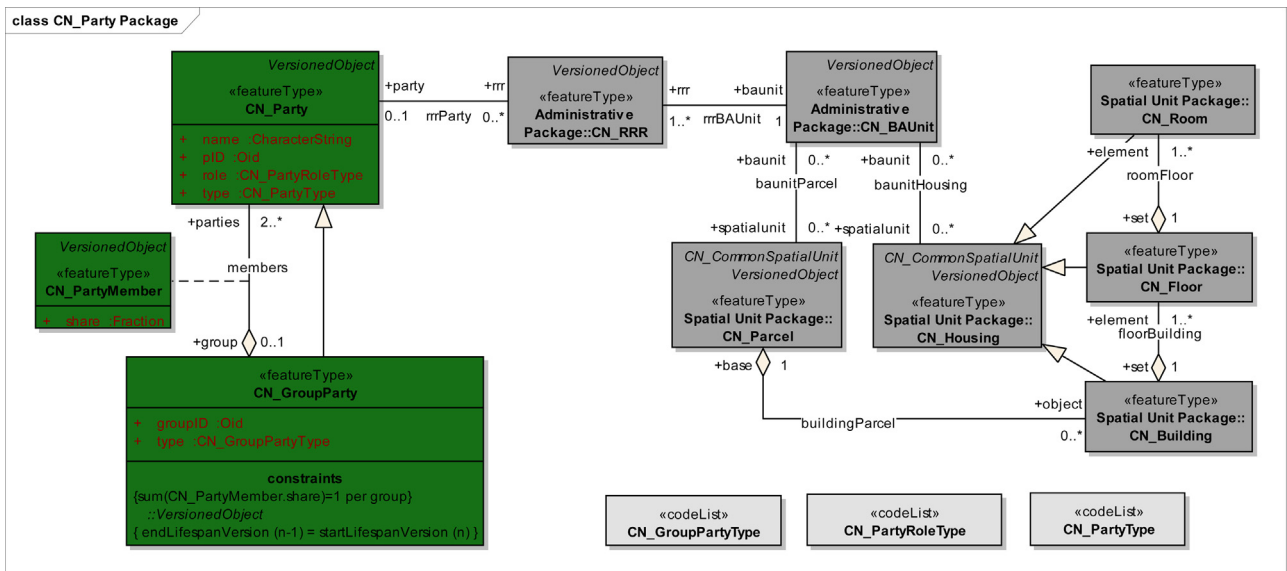 class CN_Party Package
VersionedObject
«featureType»
CN_Party
+ name :CharacterString
+ pID :Oid
+ role :CN_PartyRoleType
+ type :CN_PartyType
+party
0..1
rrrParty
+rrr
0..*
VersionedObject
«featureType»
Administrative
Package::CN_RRR
+rrr
1..*
rrrBAUnit
+baunit
1
VersionedObject
«featureType»
Administrative
Package::CN_BAUnit
+baunit 0..*
baunitParcel
+spatialunit 0..*
+baunit 0..*
baunitHousing
+spatialunit 0..*
«featureType»
Spatial Unit Package::
CN_Room
+element 1..*
roomFloor
+set 1
«featureType»
Spatial Unit Package::
CN_Floor
+element 1..*
floorBuilding
+set 1
«featureType»
Spatial Unit Package::
CN_Building
CN_CommonSpatialUnit
VersionedObject
«featureType»
Spatial Unit Package::
CN_Parcel
CN_CommonSpatialUnit
VersionedObject
«featureType»
Spatial Unit Package::
CN_Housing
+base 1
buildingParcel
+object
0..*
+parties 2..*
members
+group 0..1
VersionedObject
«featureType»
CN_PartyMember
+ share :Fraction
«featureType»
CN_GroupParty
+ groupID :Oid
+ type :CN_GroupPartyType
constraints
{sum(CN_PartyMember.share)=1 per group}
::VersionedObject
{ endLifespanVersion (n-1) = startLifespanVersion (n) }
«codeList»
CN_GroupPartyType
«codeList»
CN_PartyRoleType
«codeList»
CN_PartyType